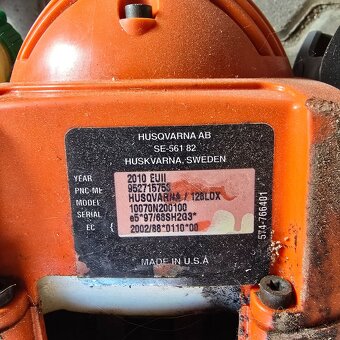 HUSQVARNA AB
SE-561 82
HUSKVARNA, SWEDEN
YEAR 2010 EUII
PNC-ME 952715753
MODEL HUSQVARNA / 128LDX
SERIAL 10070N200100
e5*97/68SH2G3*
EC 2002/88*0110*00
MADE IN U.S.A
574-766401